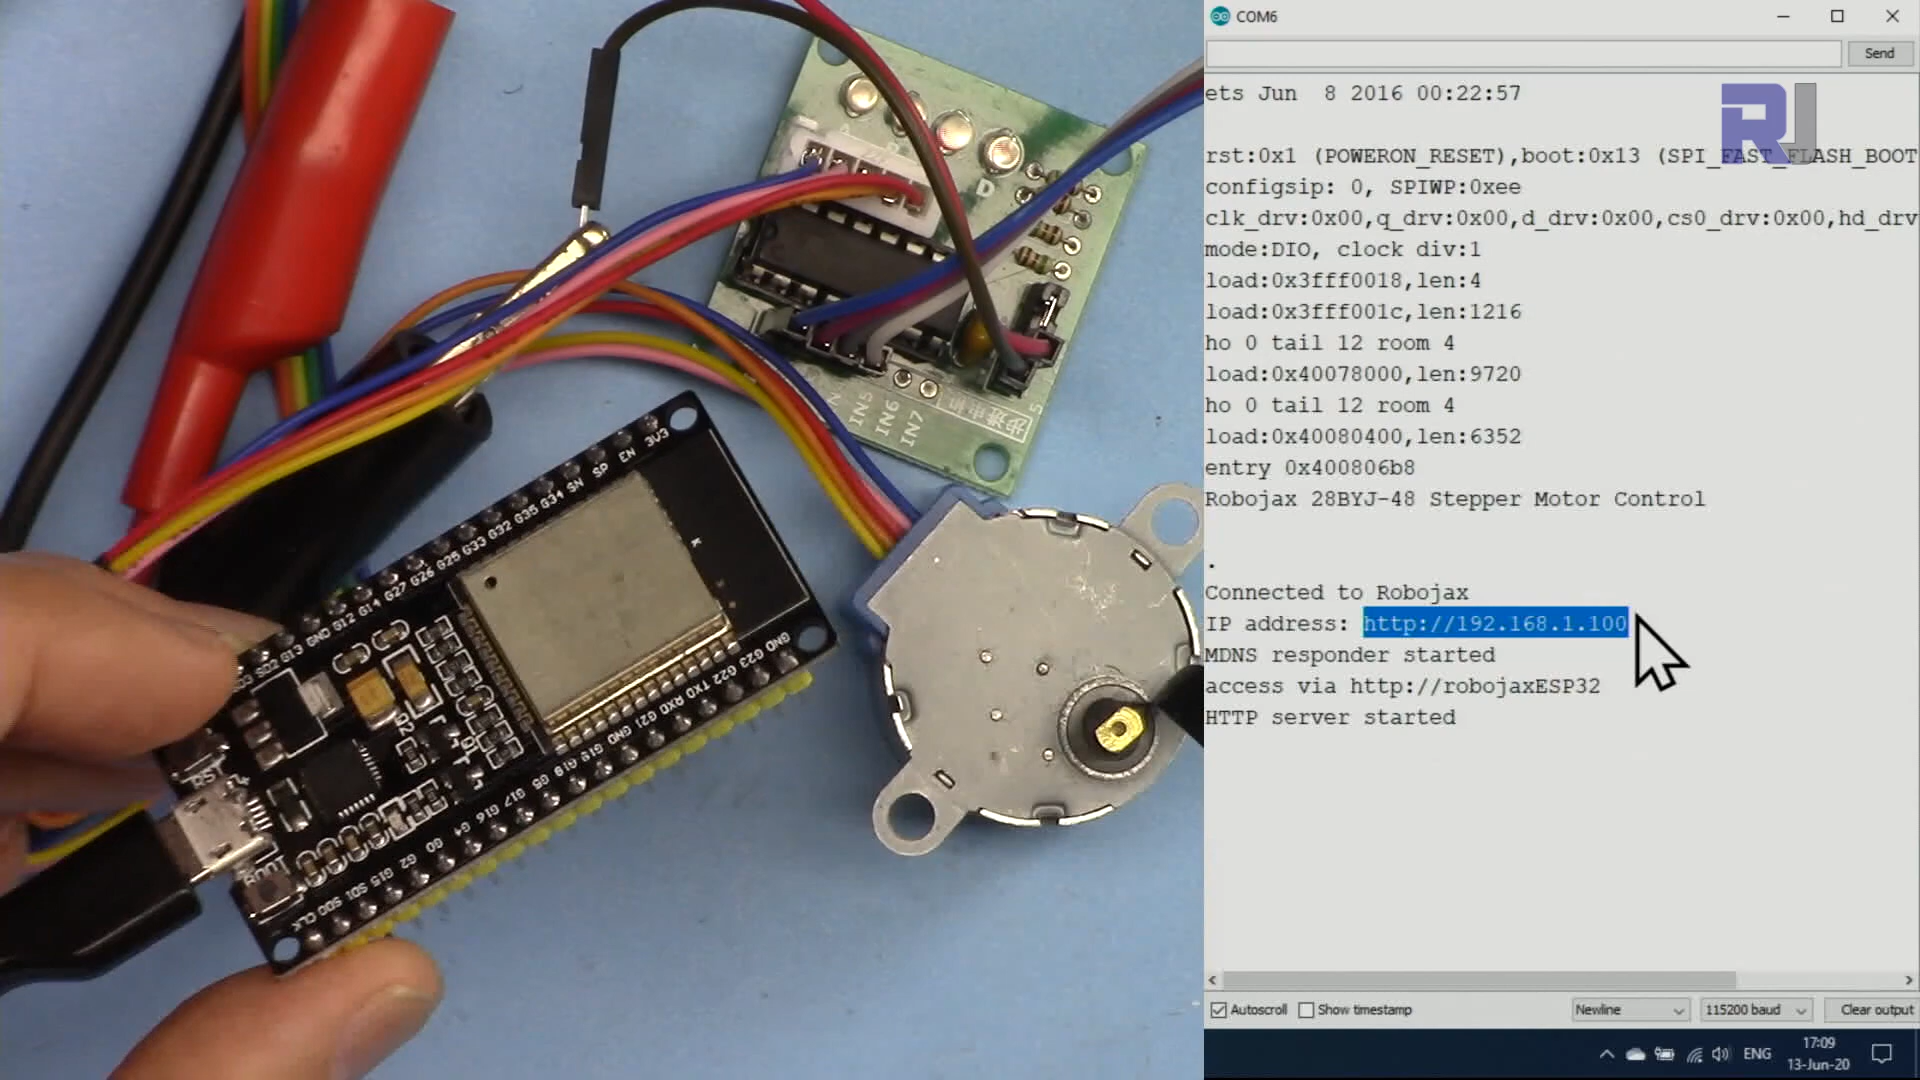 COM6
Send
ets Jun 8 2016 00:22:57
RJ
rst:0x1 (POWERON_RESET),boot:0x13 (SPI_FAST_FLASH_BOOT
configsip: 0, SPIWP:0xee
clk_drv:0x00,q_drv:0x00,d_drv:0x00,cs0_drv:0x00,hd_drv
mode:DIO, clock div:1
load:0x3fff0018,len:4
load:0x3fff001c,len:1216
ho 0 tail 12 room 4
load:0x40078000,len:9720
ho 0 tail 12 room 4
load:0x40080400,len:6352
entry 0x400806b8
Robojax 28BYJ-48 Stepper Motor Control
.
Connected to Robojax
IP address: http://192.168.1.100
MDNS responder started
access via http://robojaxESP32
HTTP server started
Autoscroll
Show timestamp
Newline
115200 baud
Clear output
ENG
17:09
13-Jun-20
D
IN5
IN6
IN7
3V3
EN
SP
SN
G34
G35
G32
G33
G25
G26
G27
G14
G12
GND
G13
SD2
GND
G23
G22
TXD
RXD
G21
GND
G19
G18
G5
G17
G16
G4
G0
G2
G15
SD1
SD0
CLK
RST